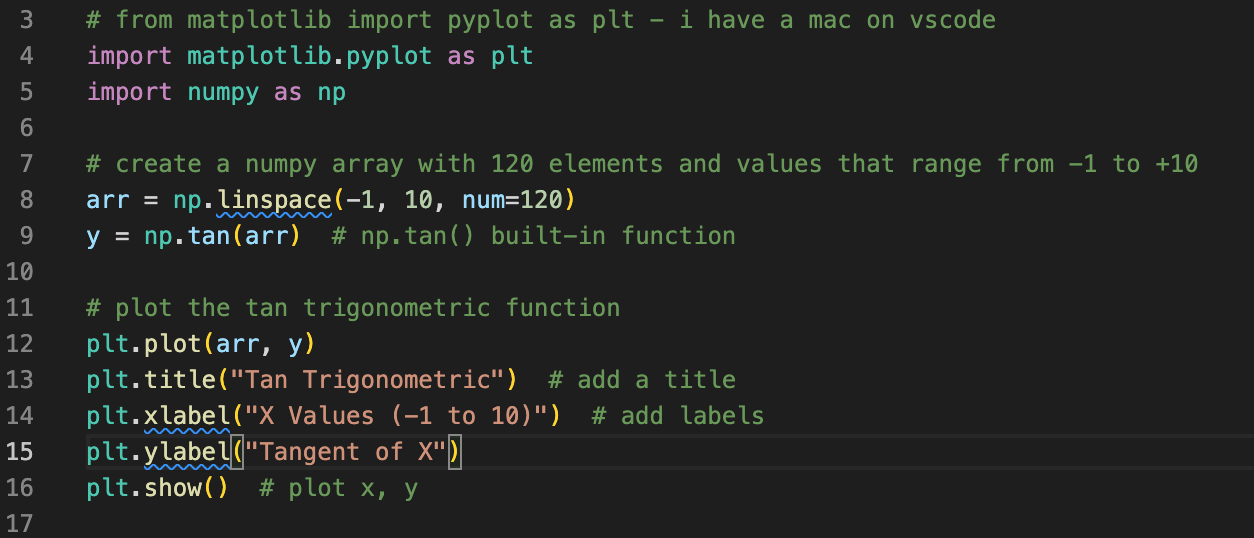 3 # from matplotlib import pyplot as plt - i have a mac on vscode
4 import matplotlib.pyplot as plt
5 import numpy as np
6
7 # create a numpy array with 120 elements and values that range from -1 to +10
8 arr = np.linspace(-1, 10, num=120)
9 y = np.tan(arr)  # np.tan() built-in function
10
11 # plot the tan trigonometric function
12 plt.plot(arr, y)
13 plt.title("Tan Trigonometric")  # add a title
14 plt.xlabel("X Values (-1 to 10)")  # add labels
15 plt.ylabel("Tangent of X")
16 plt.show()  # plot x, y
17